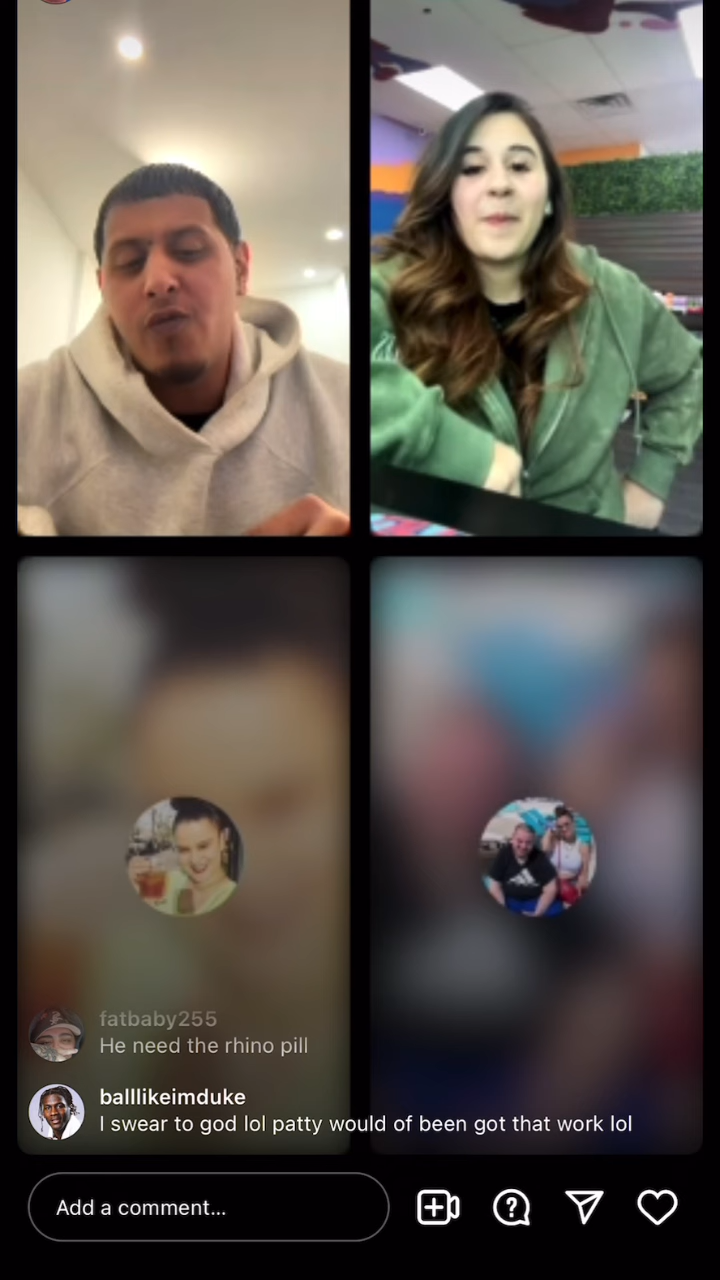 fatbaby255
He need the rhino pill
balllikeimduke
I swear to god lol patty would of been got that work lol
Add a comment...